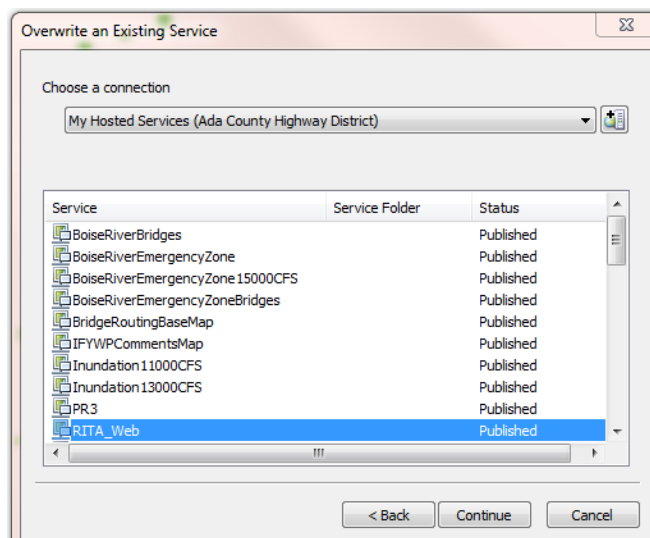 Overwrite an Existing Service
Choose a connection
My Hosted Services (Ada County Highway District)
Service Service Folder Status
BoiseRiverBridges Published
BoiseRiverEmergencyZone Published
BoiseRiverEmergencyZone15000CFS Published
BoiseRiverEmergencyZoneBridges Published
BridgeRoutingBaseMap Published
IFYWPCommentsMap Published
Inundation11000CFS Published
Inundation13000CFS Published
PR3 Published
RITA_Web Published
< Back Continue Cancel